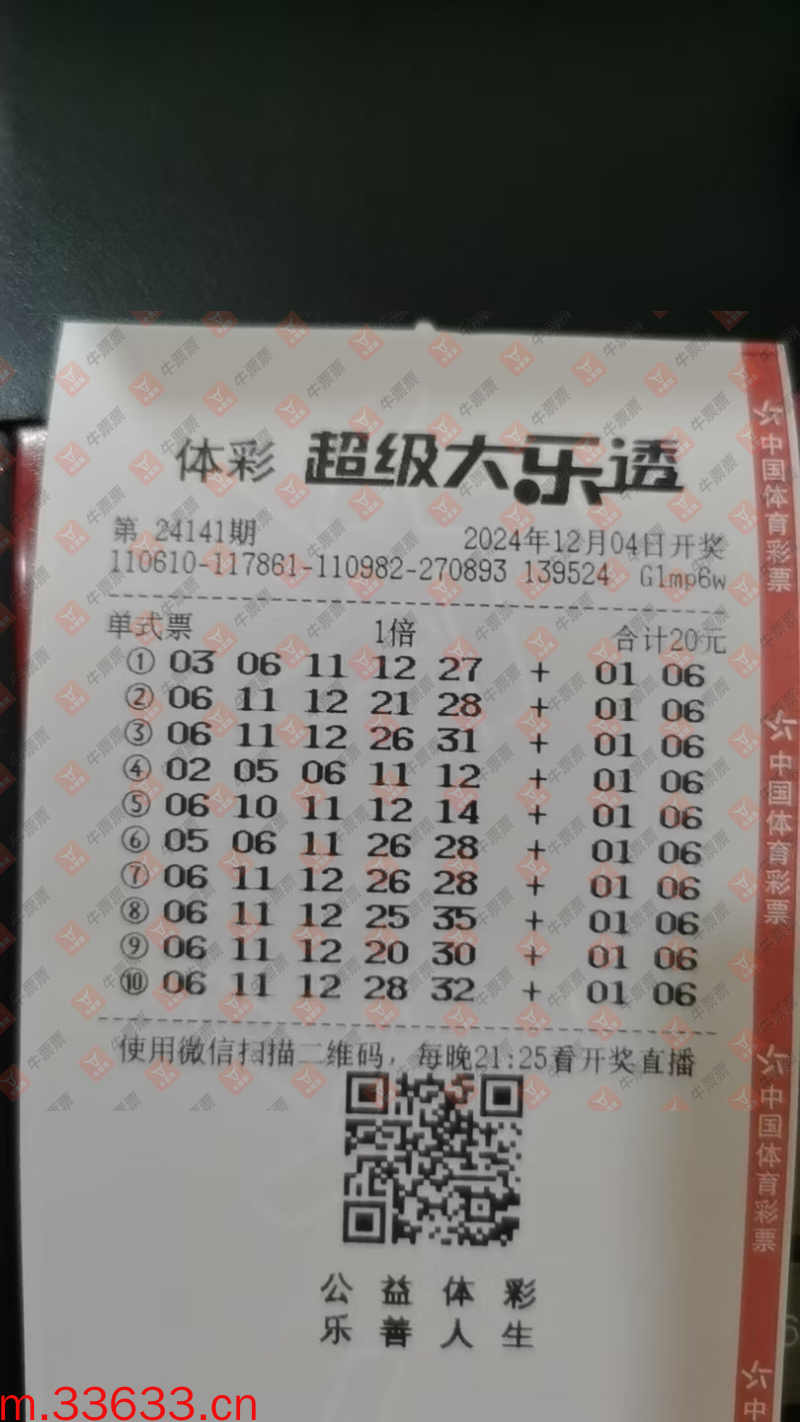 体彩 超级大乐透
第 24141期 2024年12月04日开奖
110610-117861-110982-270893 139524 G1mp6w
单式票 1倍 合计20元
① 03 06 11 12 27 + 01 06
② 06 11 12 21 28 + 01 06
③ 06 11 12 26 31 + 01 06
④ 02 05 06 11 12 + 01 06
⑤ 06 10 11 12 14 + 01 06
⑥ 05 06 11 26 28 + 01 06
⑦ 06 11 12 26 28 + 01 06
⑧ 06 11 12 25 35 + 01 06
⑨ 06 11 12 20 30 + 01 06
⑩ 06 11 12 28 32 + 01 06
使用微信扫描二维码，每晚21:25看开奖直播
公益体彩
乐善人生
中国体育彩票
中国体育彩票
中国体育彩票
中
牛票票
m.33633.cn